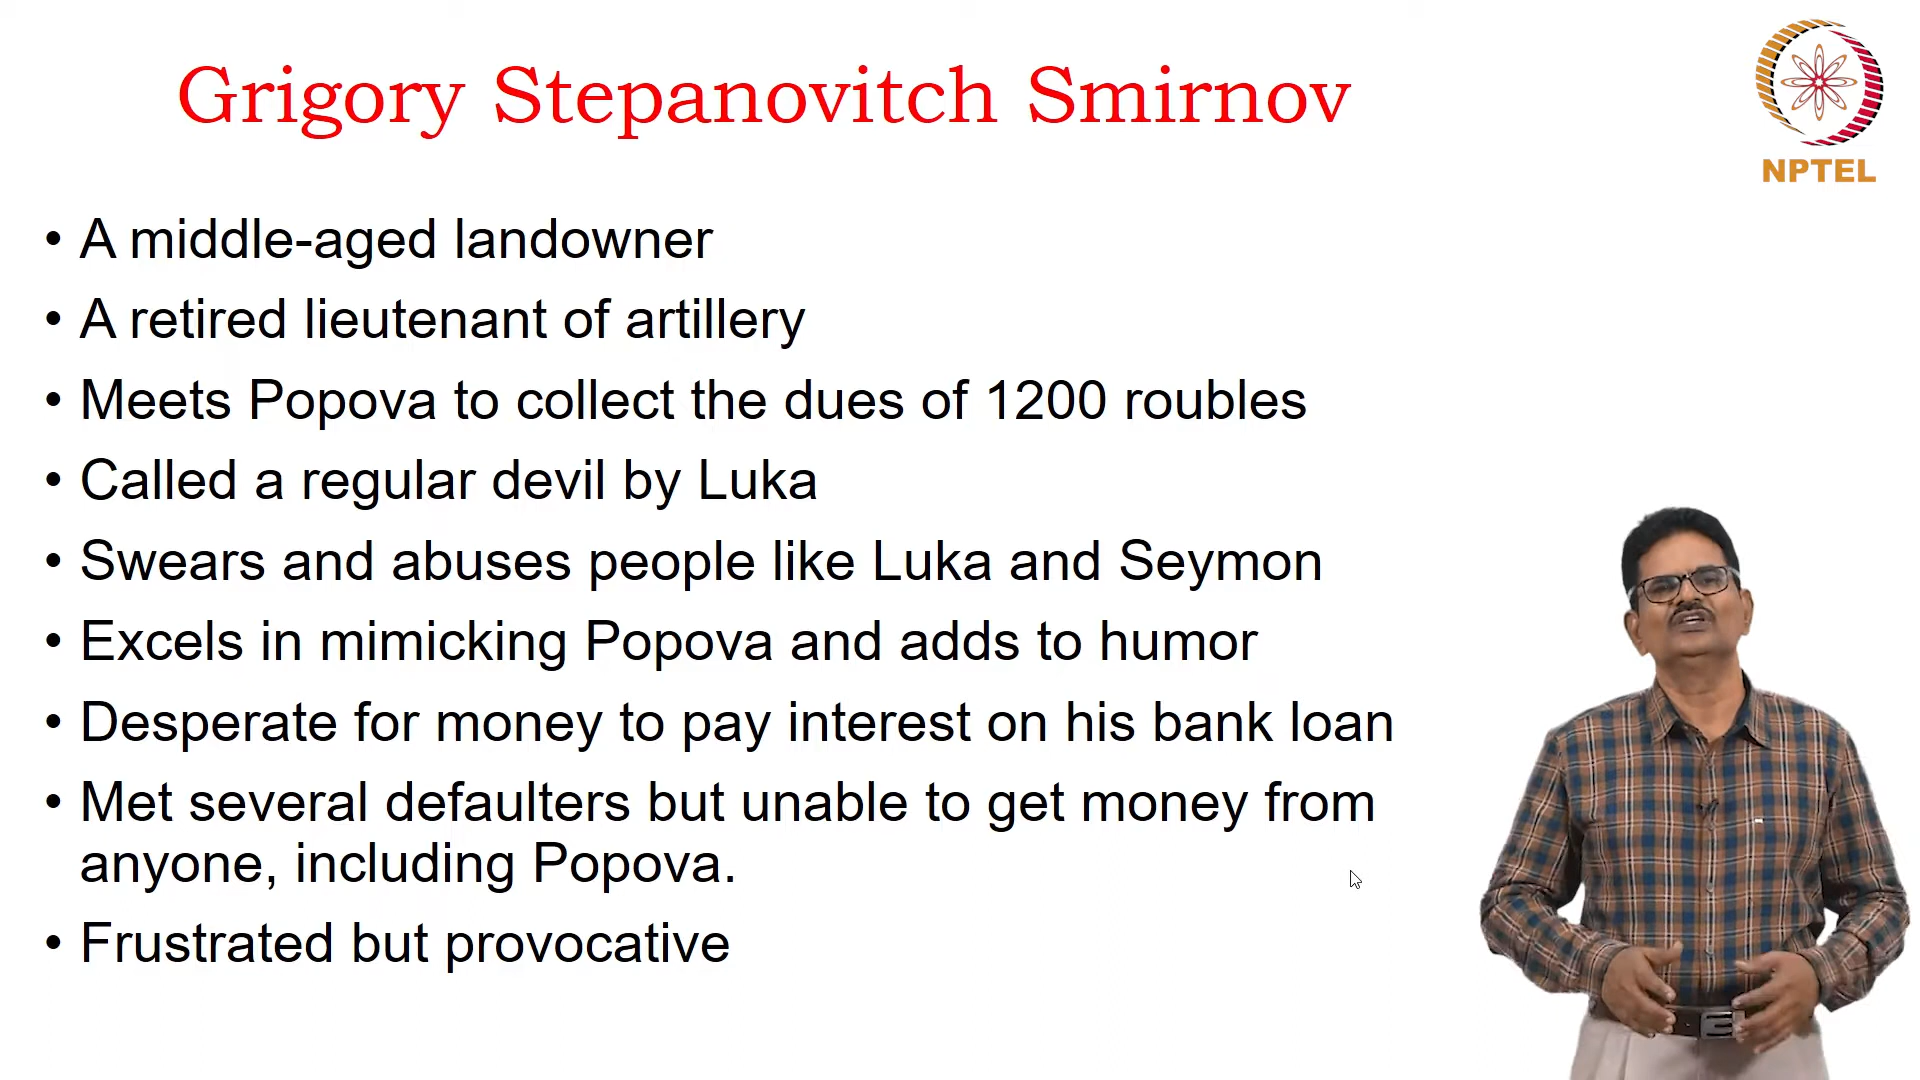 Grigory Stepanovitch Smirnov
NPTEL
• A middle-aged landowner
• A retired lieutenant of artillery
• Meets Popova to collect the dues of 1200 roubles
• Called a regular devil by Luka
• Swears and abuses people like Luka and Seymon
• Excels in mimicking Popova and adds to humor
• Desperate for money to pay interest on his bank loan
• Met several defaulters but unable to get money from
anyone, including Popova.
• Frustrated but provocative